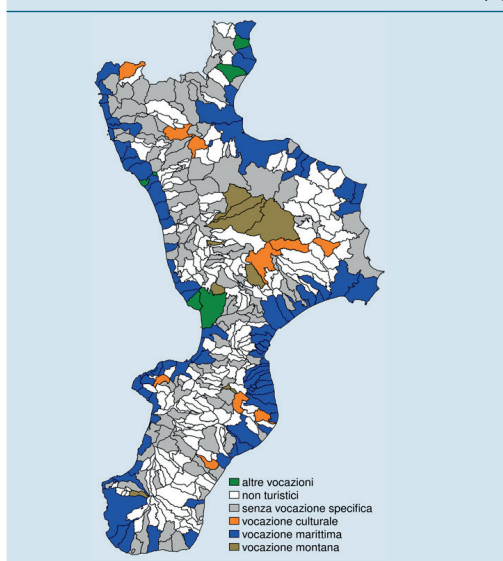 altre vocazioni
non turistici
senza vocazione specifica
vocazione culturale
vocazione marittima
vocazione montana